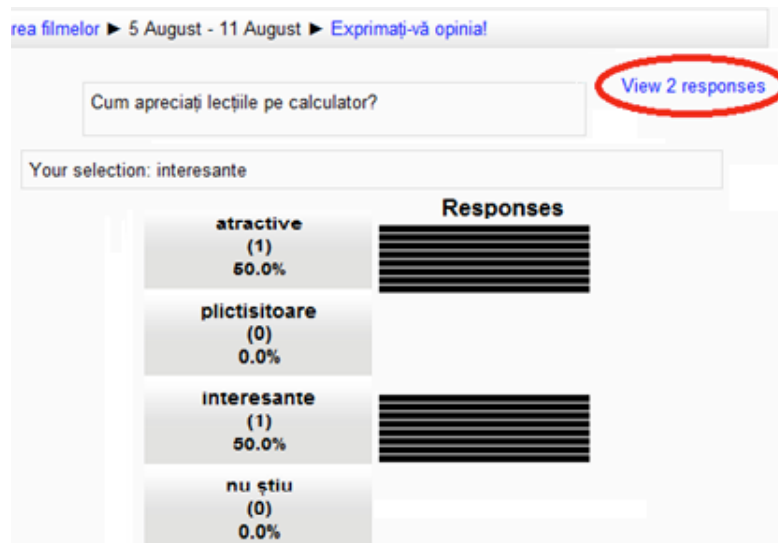 rea filmelor ► 5 August - 11 August ► Exprimați-vă opinia!
View 2 responses
Cum apreciați lecțiile pe calculator?
Your selection: interesante
Responses
atractive
(1)
50.0%
plictisitoare
(0)
0.0%
interesante
(1)
50.0%
nu știu
(0)
0.0%